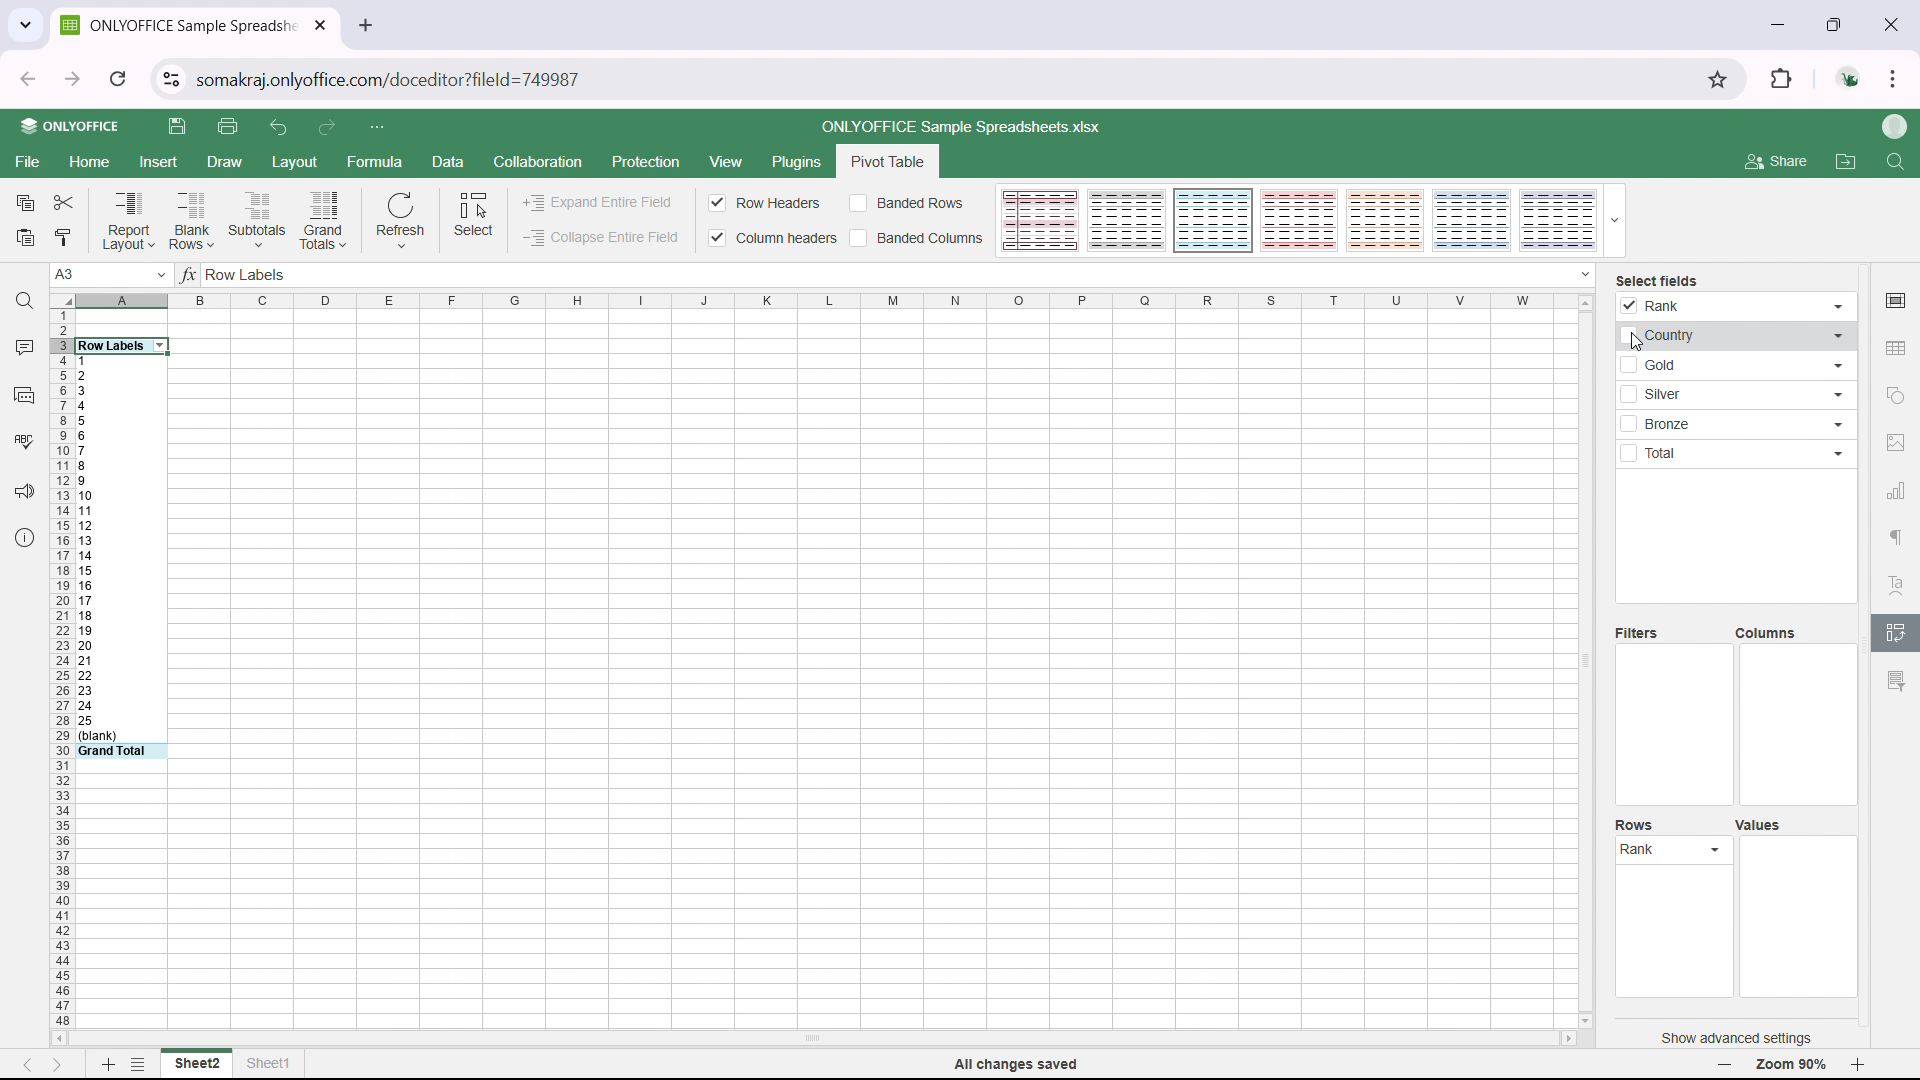 ONLYOFFICE Sample Spreadshe
somakraj.onlyoffice.com/doceditor?fileId=749987
ONLYOFFICE
ONLYOFFICE Sample Spreadsheets.xlsx
File Home Insert Draw Layout Formula Data Collaboration Protection View Plugins Pivot Table Share
Report Layout
Blank Rows
Subtotals
Grand Totals
Refresh
Select
Expand Entire Field
Collapse Entire Field
Row Headers
Column headers
Banded Rows
Banded Columns
A3 fx Row Labels
A B C D E F G H I J K L M N O P Q R S T U V W
1
2
3 Row Labels
4 1
5 2
6 3
7 4
8 5
9 6
10 7
11 8
12 9
13 10
14 11
15 12
16 13
17 14
18 15
19 16
20 17
21 18
22 19
23 20
24 21
25 22
26 23
27 24
28 25
29 (blank)
30 Grand Total
31
32
33
34
35
36
37
38
39
40
41
42
43
44
45
46
47
48
Select fields
Rank
Country
Gold
Silver
Bronze
Total
Filters Columns
Rows Values
Rank
Show advanced settings
ABC
Ta
Sheet2 Sheet1 All changes saved Zoom 90%